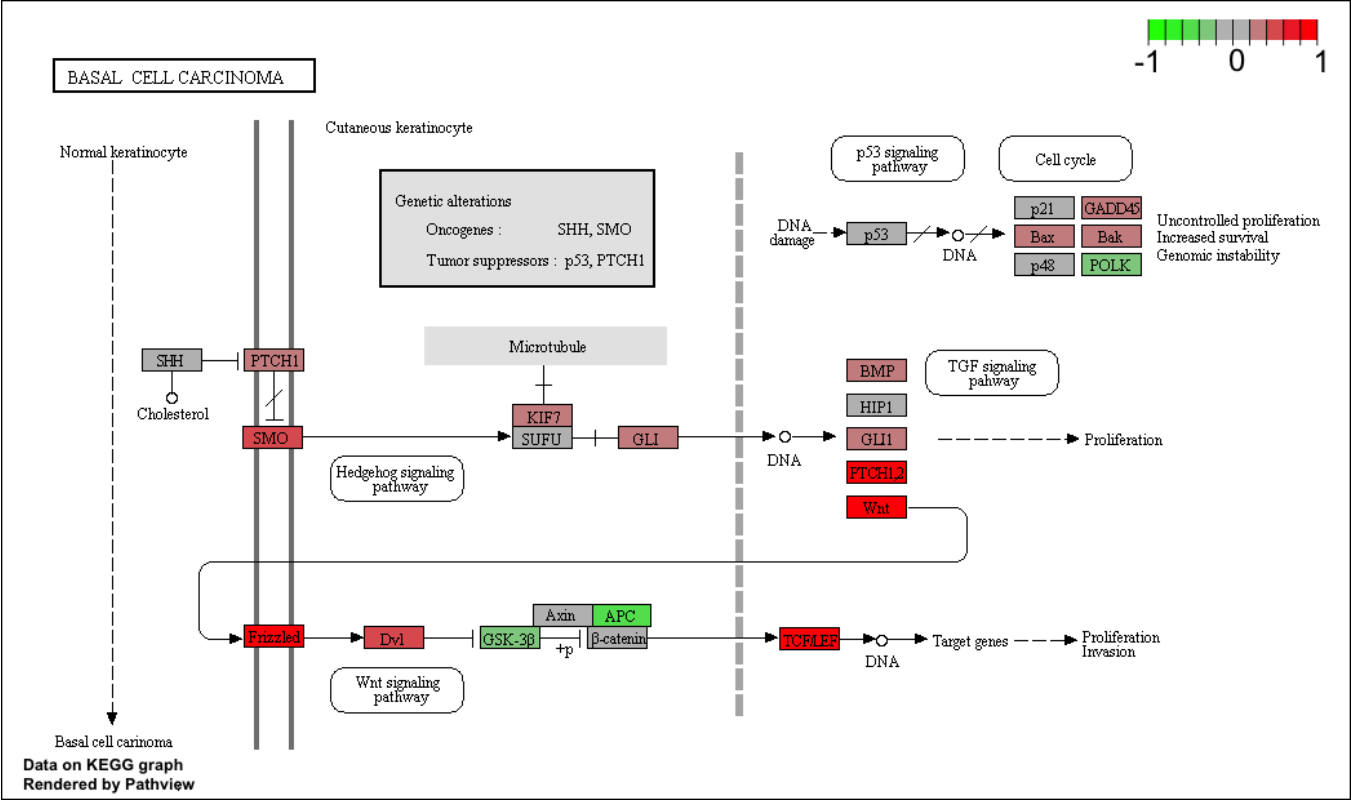 -1 0 1
BASAL CELL CARCINOMA
Cutaneous keratinocyte
Normal keratinocyte
p53 signaling
pathway
Cell cycle
Genetic alterations
Oncogenes : SHH, SMO
Tumor suppressors : p53, PTCH1
DNA
damage
p53
DNA
p21 GADD45
Bax Bak
p48 POLK
Uncontrolled proliferation
Increased survival
Genomic instability
Microtubule
SHH
PTCH1
Cholesterol
BMP
TGF signaling
pahway
HIP1
KIF7
SMO
SUFU
GLI
DNA
GLI1
Proliferation
Hedgehog signaling
pathway
PTCH1,2
Wnt
Axin APC
Frizzled
Dvl
GSK-3β
+p
β-catenin
TCF/LEF
DNA
Target genes
Proliferation
Invasion
Wnt signaling
pathway
Basal cell carinoma
Data on KEGG graph
Rendered by Pathview